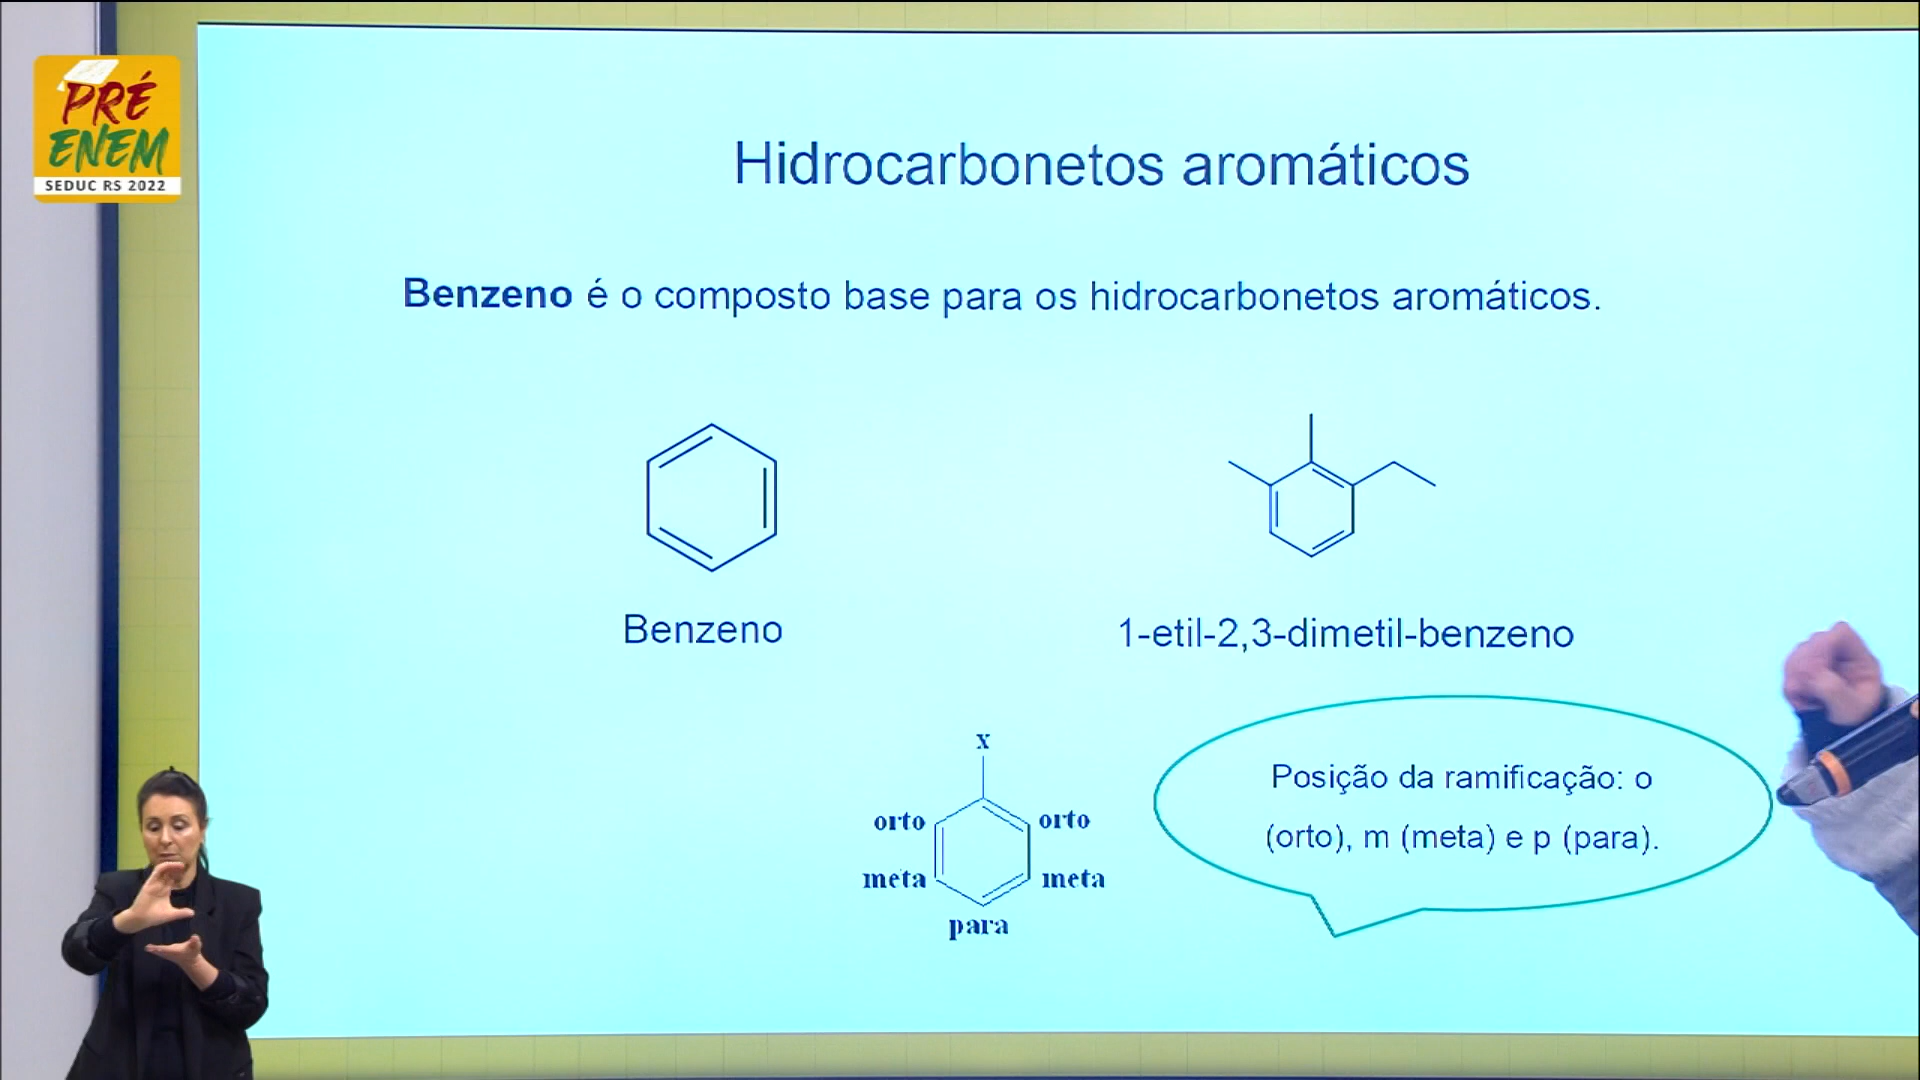 PRÉ
ENEM
SEDUC RS 2022
Hidrocarbonetos aromáticos
Benzeno é o composto base para os hidrocarbonetos aromáticos.
Benzeno
1-etil-2,3-dimetil-benzeno
x
orto
orto
meta
meta
para
Posição da ramificação: o
(orto), m (meta) e p (para).